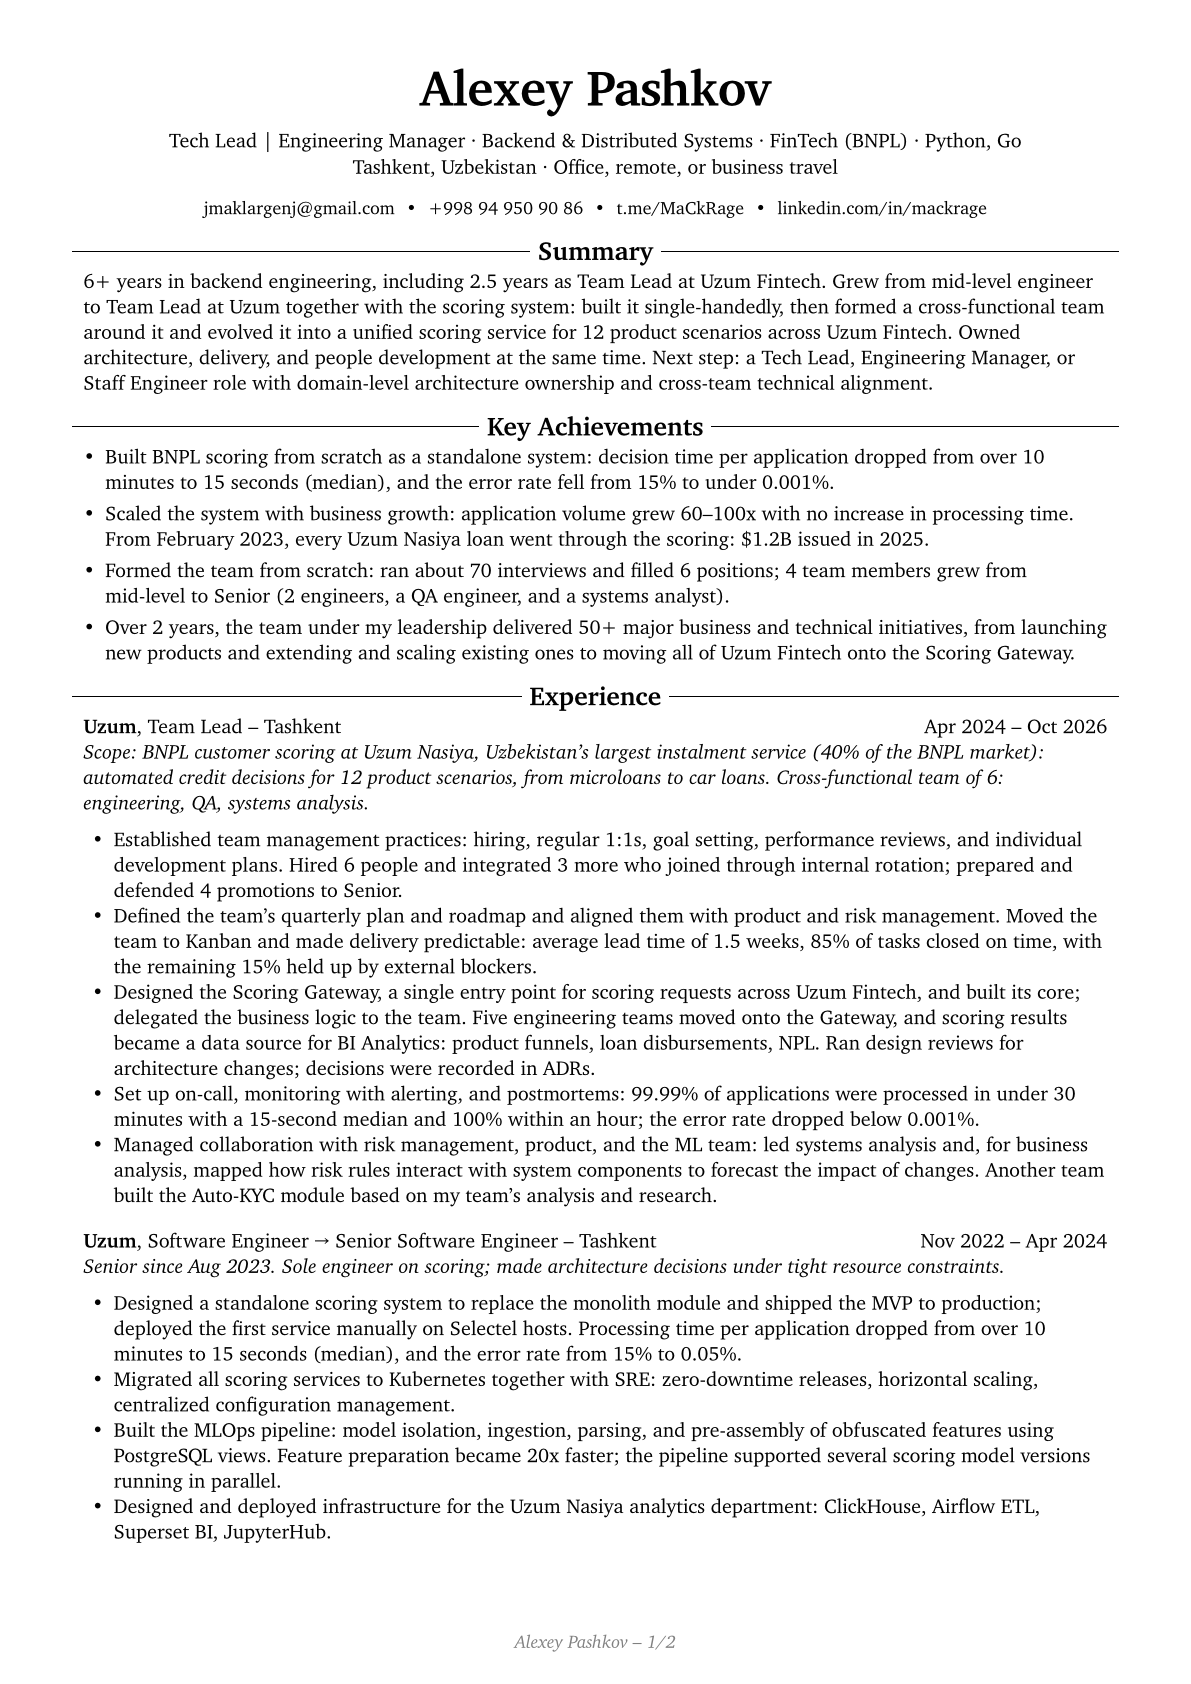 Alexey Pashkov
Tech Lead | Engineering Manager · Backend & Distributed Systems · FinTech (BNPL) · Python, Go
Tashkent, Uzbekistan · Office, remote, or business travel
jmaklargenj@gmail.com • +998 94 950 90 86 • t.me/MaCkRage • linkedin.com/in/mackrage
Summary
6+ years in backend engineering, including 2.5 years as Team Lead at Uzum Fintech. Grew from mid-level engineer
to Team Lead at Uzum together with the scoring system: built it single-handedly, then formed a cross-functional team
around it and evolved it into a unified scoring service for 12 product scenarios across Uzum Fintech. Owned
architecture, delivery, and people development at the same time. Next step: a Tech Lead, Engineering Manager, or
Staff Engineer role with domain-level architecture ownership and cross-team technical alignment.
Key Achievements
• Built BNPL scoring from scratch as a standalone system: decision time per application dropped from over 10
minutes to 15 seconds (median), and the error rate fell from 15% to under 0.001%.
• Scaled the system with business growth: application volume grew 60–100x with no increase in processing time.
From February 2023, every Uzum Nasiya loan went through the scoring: $1.2B issued in 2025.
• Formed the team from scratch: ran about 70 interviews and filled 6 positions; 4 team members grew from
mid-level to Senior (2 engineers, a QA engineer, and a systems analyst).
• Over 2 years, the team under my leadership delivered 50+ major business and technical initiatives, from launching
new products and extending and scaling existing ones to moving all of Uzum Fintech onto the Scoring Gateway.
Experience
Uzum, Team Lead – Tashkent Apr 2024 – Oct 2026
Scope: BNPL customer scoring at Uzum Nasiya, Uzbekistan’s largest instalment service (40% of the BNPL market):
automated credit decisions for 12 product scenarios, from microloans to car loans. Cross-functional team of 6:
engineering, QA, systems analysis.
• Established team management practices: hiring, regular 1:1s, goal setting, performance reviews, and individual
development plans. Hired 6 people and integrated 3 more who joined through internal rotation; prepared and
defended 4 promotions to Senior.
• Defined the team’s quarterly plan and roadmap and aligned them with product and risk management. Moved the
team to Kanban and made delivery predictable: average lead time of 1.5 weeks, 85% of tasks closed on time, with
the remaining 15% held up by external blockers.
• Designed the Scoring Gateway, a single entry point for scoring requests across Uzum Fintech, and built its core;
delegated the business logic to the team. Five engineering teams moved onto the Gateway, and scoring results
became a data source for BI Analytics: product funnels, loan disbursements, NPL. Ran design reviews for
architecture changes; decisions were recorded in ADRs.
• Set up on-call, monitoring with alerting, and postmortems: 99.99% of applications were processed in under 30
minutes with a 15-second median and 100% within an hour; the error rate dropped below 0.001%.
• Managed collaboration with risk management, product, and the ML team: led systems analysis and, for business
analysis, mapped how risk rules interact with system components to forecast the impact of changes. Another team
built the Auto-KYC module based on my team’s analysis and research.
Uzum, Software Engineer → Senior Software Engineer – Tashkent Nov 2022 – Apr 2024
Senior since Aug 2023. Sole engineer on scoring; made architecture decisions under tight resource constraints.
• Designed a standalone scoring system to replace the monolith module and shipped the MVP to production;
deployed the first service manually on Selectel hosts. Processing time per application dropped from over 10
minutes to 15 seconds (median), and the error rate from 15% to 0.05%.
• Migrated all scoring services to Kubernetes together with SRE: zero-downtime releases, horizontal scaling,
centralized configuration management.
• Built the MLOps pipeline: model isolation, ingestion, parsing, and pre-assembly of obfuscated features using
PostgreSQL views. Feature preparation became 20x faster; the pipeline supported several scoring model versions
running in parallel.
• Designed and deployed infrastructure for the Uzum Nasiya analytics department: ClickHouse, Airflow ETL,
Superset BI, JupyterHub.
Alexey Pashkov – 1/2